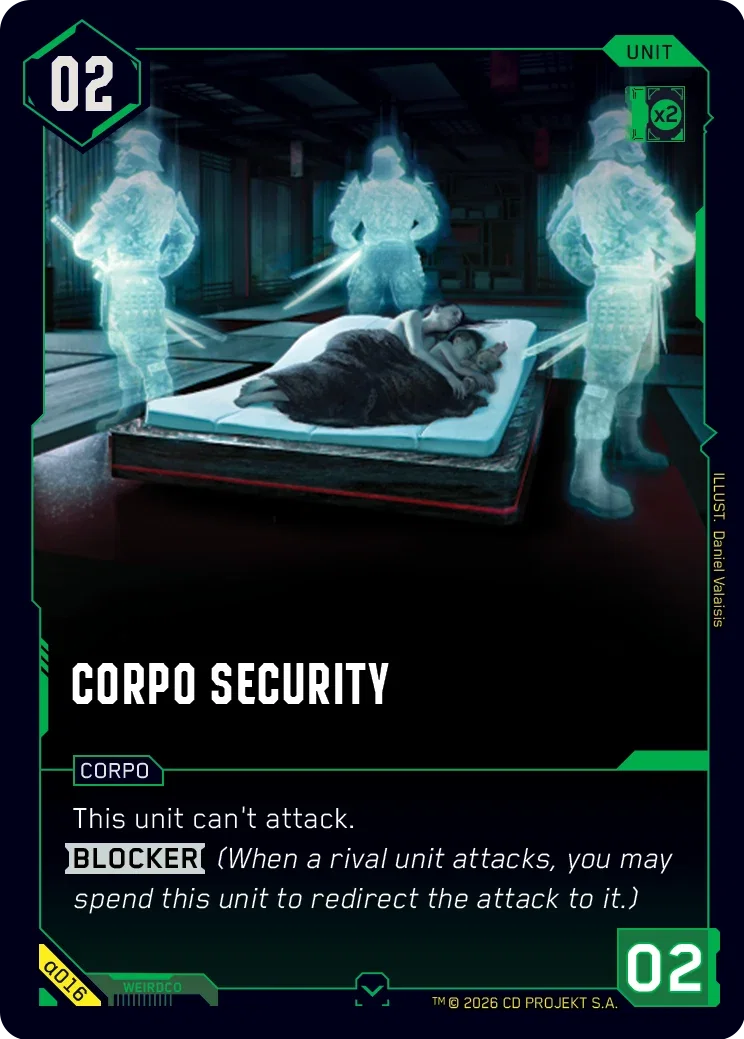 02
UNIT
x2
ILLUST. Daniel Valaisis
CORPO SECURITY
CORPO
This unit can't attack.
BLOCKER (When a rival unit attacks, you may
spend this unit to redirect the attack to it.)
02
α016
WEIRDCO
™ © 2026 CD PROJEKT S.A.